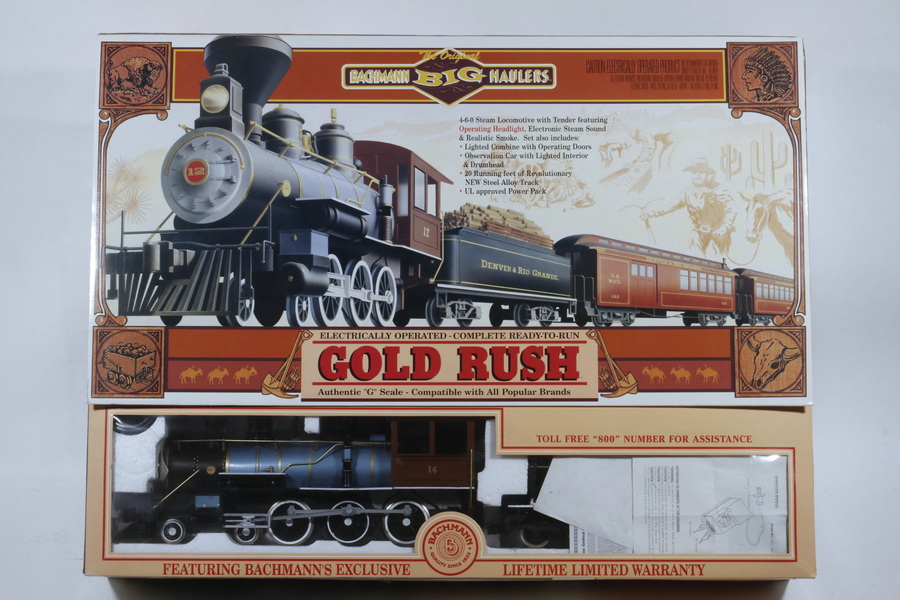 The Original
BACHMANN BIG HAULERS
CAUTION ELECTRICALLY OPERATED PRODUCT
4-6-0 Steam Locomotive with Tender featuring
Operating Headlight, Electronic Steam Sound
& Realistic Smoke. Set also includes:
• Lighted Combine with Operating Doors
• Observation Car with Lighted Interior
& Drumhead
• 20 Running feet of Revolutionary
NEW Steel Alloy Track
• UL approved Power Pack
12
12
DENVER & RIO GRANDE
U.S.
MAIL
ELECTRICALLY OPERATED - COMPLETE READY-TO-RUN
GOLD RUSH
Authentic "G" Scale - Compatible with All Popular Brands
TOLL FREE "800" NUMBER FOR ASSISTANCE
14
BACHMANN
QUALITY SINCE 1833
FEATURING BACHMANN'S EXCLUSIVE LIFETIME LIMITED WARRANTY